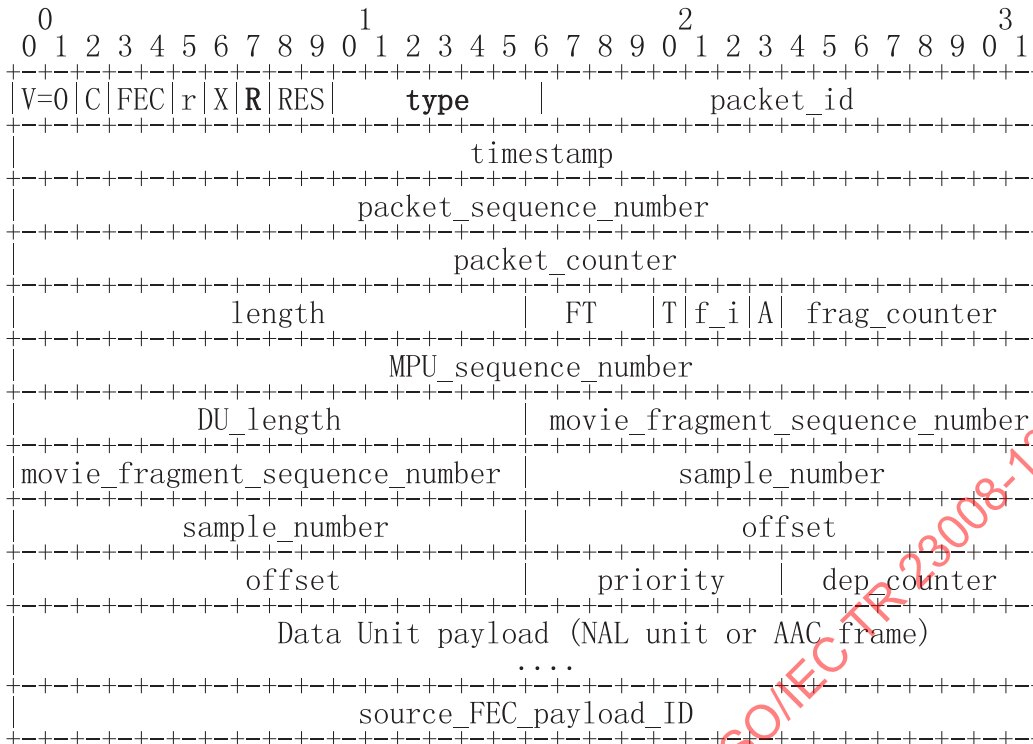 0 1 2 3
0 1 2 3 4 5 6 7 8 9 0 1 2 3 4 5 6 7 8 9 0 1 2 3 4 5 6 7 8 9 0 1
+-+-+-+-+-+-+-+-+-+-+-+-+-+-+-+-+-+-+-+-+-+-+-+-+-+-+-+-+-+-+-+-
|V=0|C|FEC|r|X|R|RES| type | packet_id
+-+-+-+-+-+-+-+-+-+-+-+-+-+-+-+-+-+-+-+-+-+-+-+-+-+-+-+-+-+-+-+-
| timestamp
+-+-+-+-+-+-+-+-+-+-+-+-+-+-+-+-+-+-+-+-+-+-+-+-+-+-+-+-+-+-+-+-
| packet_sequence_number
+-+-+-+-+-+-+-+-+-+-+-+-+-+-+-+-+-+-+-+-+-+-+-+-+-+-+-+-+-+-+-+-
| packet_counter
+-+-+-+-+-+-+-+-+-+-+-+-+-+-+-+-+-+-+-+-+-+-+-+-+-+-+-+-+-+-+-+-
| length | FT |T|f_i|A| frag_counter
+-+-+-+-+-+-+-+-+-+-+-+-+-+-+-+-+-+-+-+-+-+-+-+-+-+-+-+-+-+-+-+-
| MPU_sequence_number
+-+-+-+-+-+-+-+-+-+-+-+-+-+-+-+-+-+-+-+-+-+-+-+-+-+-+-+-+-+-+-+-
| DU_length | movie_fragment_sequence_number
+-+-+-+-+-+-+-+-+-+-+-+-+-+-+-+-+-+-+-+-+-+-+-+-+-+-+-+-+-+-+-+-
|movie_fragment_sequence_number | sample_number
+-+-+-+-+-+-+-+-+-+-+-+-+-+-+-+-+-+-+-+-+-+-+-+-+-+-+-+-+-+-+-+-
| sample_number | offset
+-+-+-+-+-+-+-+-+-+-+-+-+-+-+-+-+-+-+-+-+-+-+-+-+-+-+-+-+-+-+-+-
| offset | priority | dep_counter
+-+-+-+-+-+-+-+-+-+-+-+-+-+-+-+-+-+-+-+-+-+-+-+-+-+-+-+-+-+-+-+-
| Data Unit payload (NAL unit or AAC frame)
| ....
+-+-+-+-+-+-+-+-+-+-+-+-+-+-+-+-+-+-+-+-+-+-+-+-+-+-+-+-+-+-+-+-
| source_FEC_payload_ID
+-+-+-+-+-+-+-+-+-+-+-+-+-+-+-+-+-+-+-+-+-+-+-+-+-+-+-+-+-+-+-+-
TR 23008-1